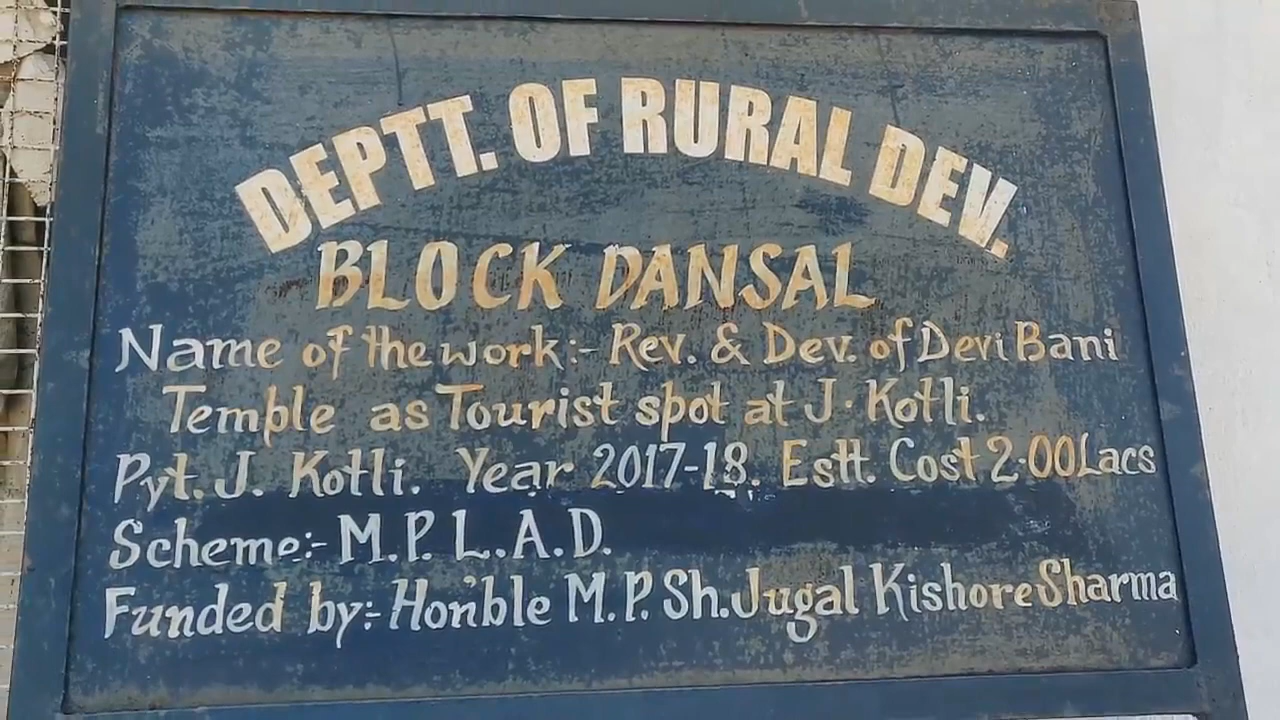 DEPTT. OF RURAL DEV.
BLOCK DANSAL
Name of the work:- Rev. & Dev. of Devi Bani
Temple as Tourist spot at J. Kotli.
Pyt. J. Kotli. Year 2017-18. Estt. Cost 2.00 Lacs
Scheme:- M.P. L.A.D.
Funded by:- Hon'ble M.P. Sh. Jugal Kishore Sharma